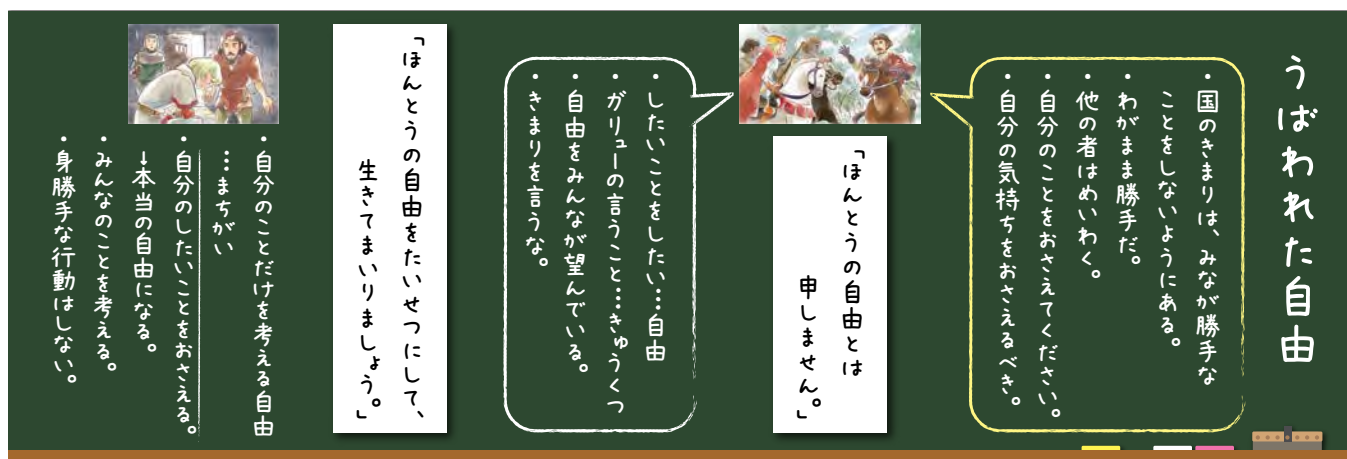 うばわれた自由
・国のきまりは、みなが勝手な
ことをしないようにある。
・わがまま勝手だ。
・他の者はめいわく。
・自分のことをおさえてください。
・自分の気持ちをおさえるべき。
「ほんとうの自由とは
申しません。」
・したいことをしたい…自由
・ガリューの言うこと…きゅうくつ
・自由をみんなが望んでいる。
・きまりを言うな。
「ほんとうの自由をたいせつにして、
生きてまいりましょう。」
・自分のことだけを考える自由
…まちがい
・自分のしたいことをおさえる。
→本当の自由になる。
・みんなのことを考える。
・身勝手な行動はしない。